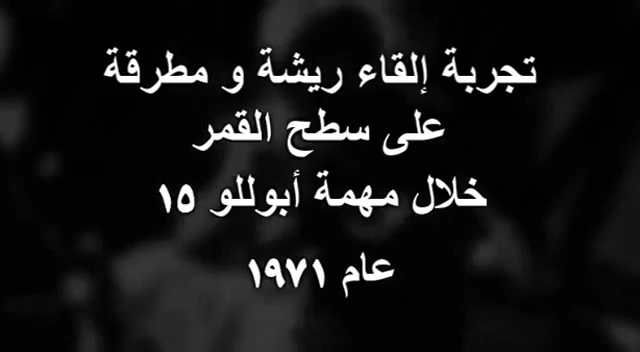 تجربة إلقاء ريشة و مطرقة
على سطح القمر
خلال مهمة أبوللو ١٥
عام ١٩٧١